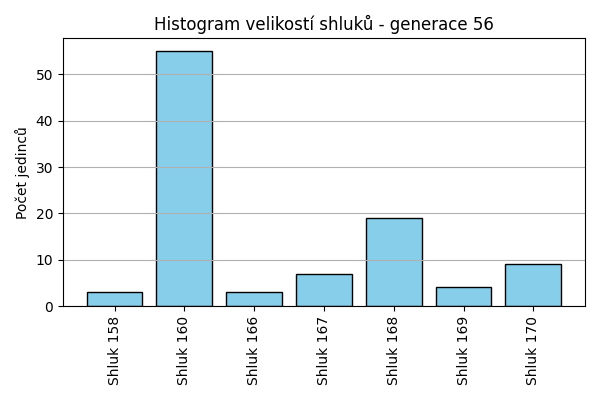 Histogram velikostí shluků - generace 56
Počet jedinců
50
40
30
20
10
0
Shluk 158
Shluk 160
Shluk 166
Shluk 167
Shluk 168
Shluk 169
Shluk 170